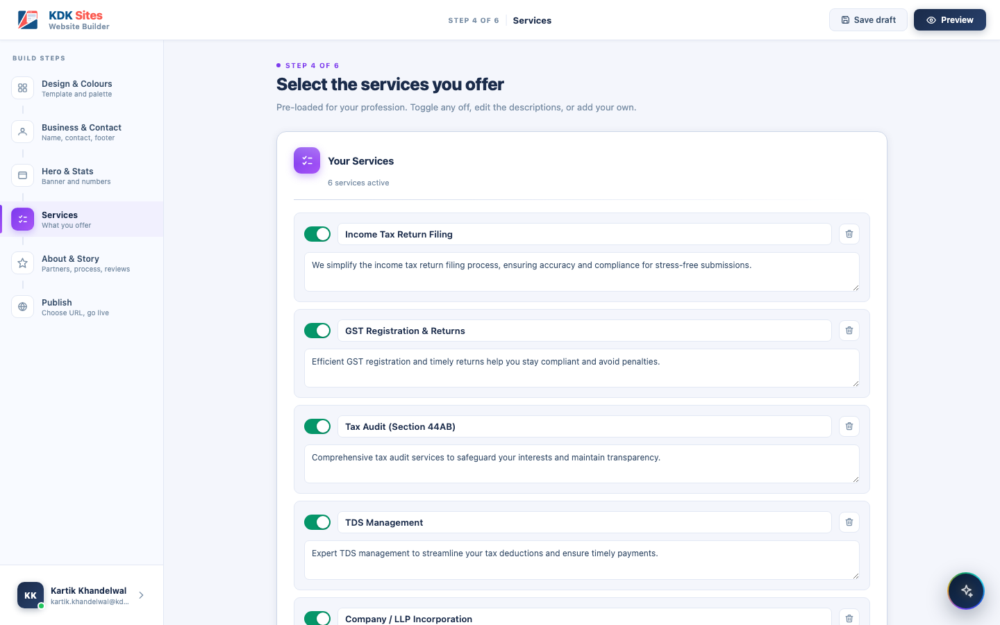 KDK Sites
Website Builder
STEP 4 OF 6
Services
Save draft
Preview
BUILD STEPS
Design & Colours
Template and palette
Business & Contact
Name, contact, footer
Hero & Stats
Banner and numbers
Services
What you offer
About & Story
Partners, process, reviews
Publish
Choose URL, go live
KK
Kartik Khandelwal
kartik.khandelwal@kd...
STEP 4 OF 6
Select the services you offer
Pre-loaded for your profession. Toggle any off, edit the descriptions, or add your own.
Your Services
6 services active
Income Tax Return Filing
We simplify the income tax return filing process, ensuring accuracy and compliance for stress-free submissions.
GST Registration & Returns
Efficient GST registration and timely returns help you stay compliant and avoid penalties.
Tax Audit (Section 44AB)
Comprehensive tax audit services to safeguard your interests and maintain transparency.
TDS Management
Expert TDS management to streamline your tax deductions and ensure timely payments.
Company / LLP Incorporation